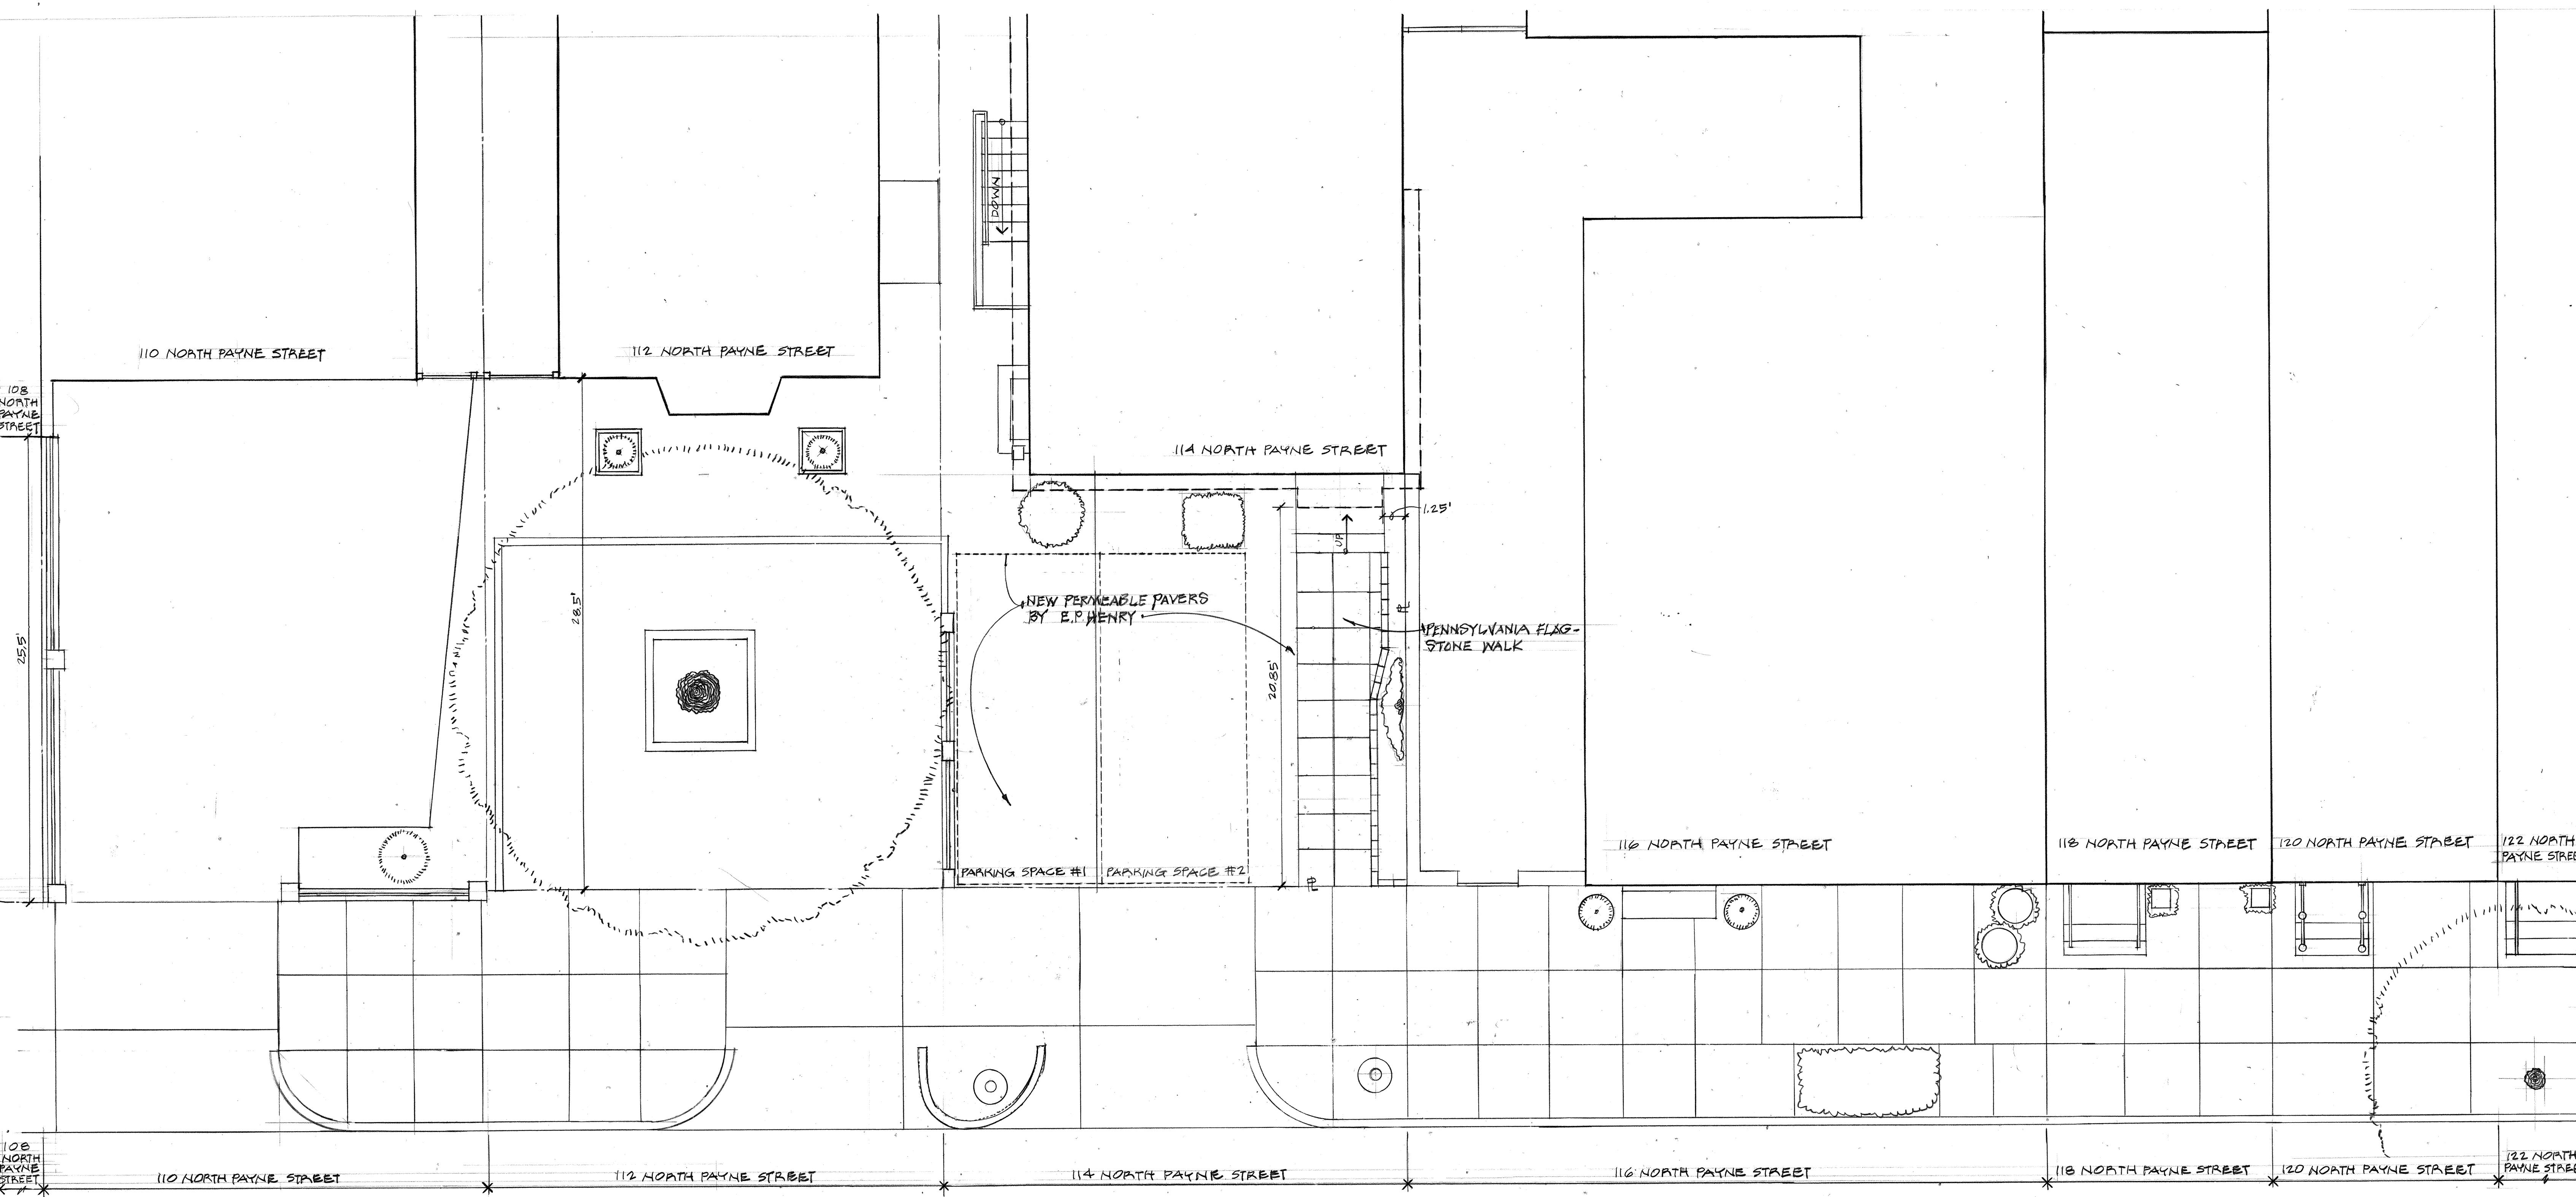 DOWN
110 NORTH PAYNE STREET
112 NORTH PAYNE STREET
108
NORTH
PAYNE
STREET
114 NORTH PAYNE STREET
1.25'
UP
28.5'
NEW PERMEABLE PAVERS
BY E.P. HENRY
PL
PENNSYLVANIA FLAG-
STONE WALK
25.5'
20.85'
116 NORTH PAYNE STREET
118 NORTH PAYNE STREET
120 NORTH PAYNE STREET
122 NORTH
PAYNE STREE
PARKING SPACE #1
PARKING SPACE #2
PL
108
NORTH
PAYNE
STREET
110 NORTH PAYNE STREET
112 NORTH PAYNE STREET
114 NORTH PAYNE STREET
116 NORTH PAYNE STREET
118 NORTH PAYNE STREET
120 NORTH PAYNE STREET
122 NORTH
PAYNE STREE